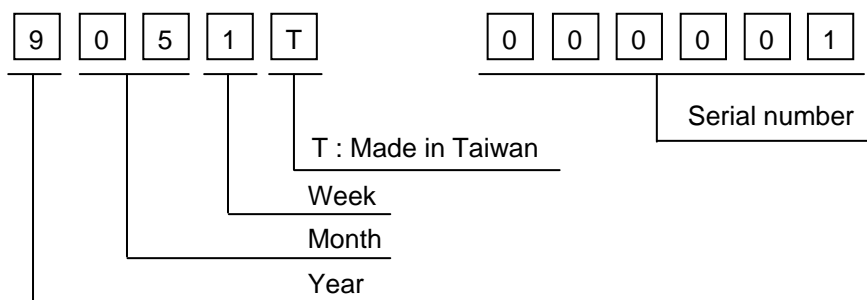 9 0 5 1 T 0 0 0 0 0 1
Serial number
T : Made in Taiwan
Week
Month
Year